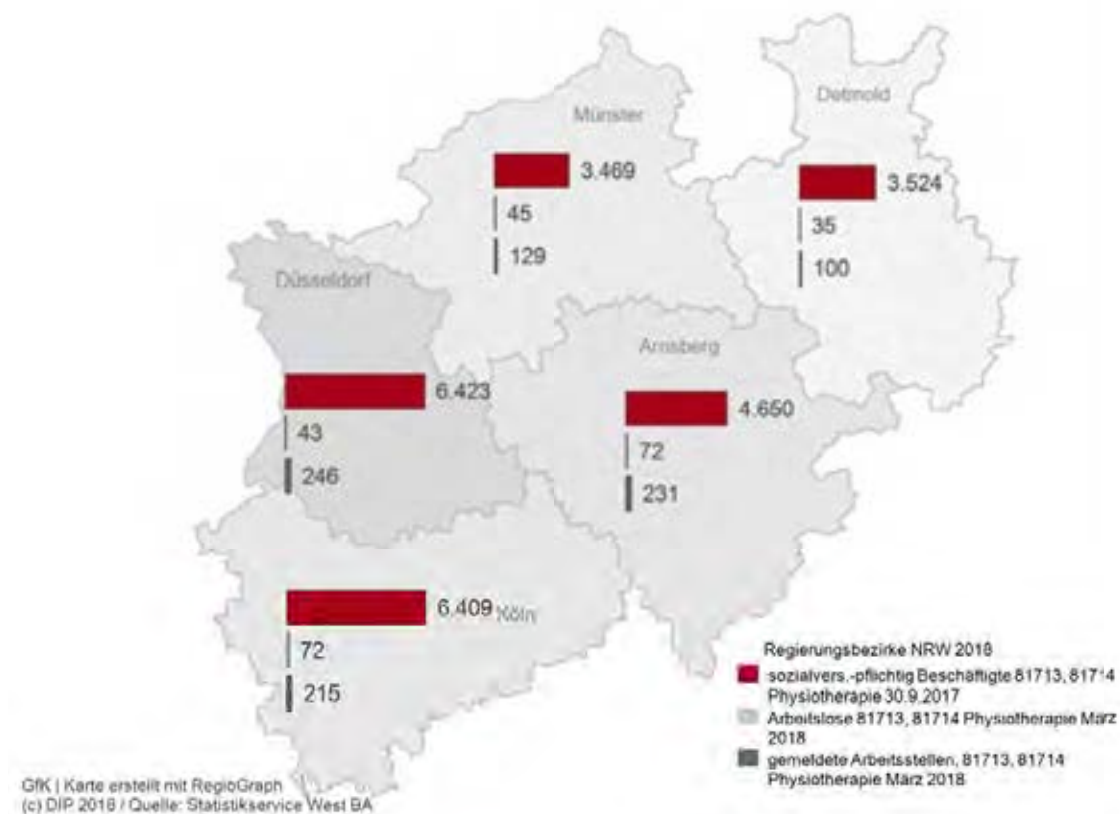 Münster
3.469
45
129
Detmold
3.524
35
100
Düsseldorf
6.423
43
246
Arnsberg
4.650
72
231
6.409 Köln
72
215
Regierungsbezirke NRW 2018
sozialvers.-pflichtig Beschäftigte 81713, 81714
Physiotherapie 30.9.2017
Arbeitslose 81713, 81714 Physiotherapie März
2018
gemeldete Arbeitsstellen, 81713, 81714
Physiotherapie März 2018
GfK | Karte erstellt mit RegioGraph
(c) DIP 2018 / Quelle: Statistikservice West BA